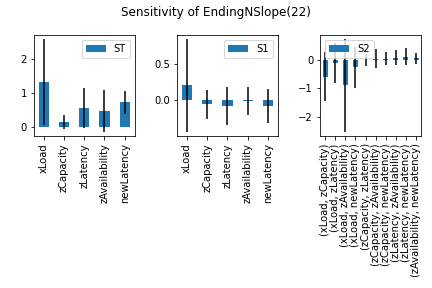 Sensitivity of EndingNSlope(22)
ST
2
1
0
xLoad
zCapacity
zLatency
zAvailability
newLatency
S1
0.5
0.0
xLoad
zCapacity
zLatency
zAvailability
newLatency
S2
0
−1
−2
(xLoad, zCapacity)
(xLoad, zLatency)
(xLoad, zAvailability)
(xLoad, newLatency)
(zCapacity, zLatency)
(zCapacity, zAvailability)
(zCapacity, newLatency)
(zLatency, zAvailability)
(zLatency, newLatency)
(zAvailability, newLatency)